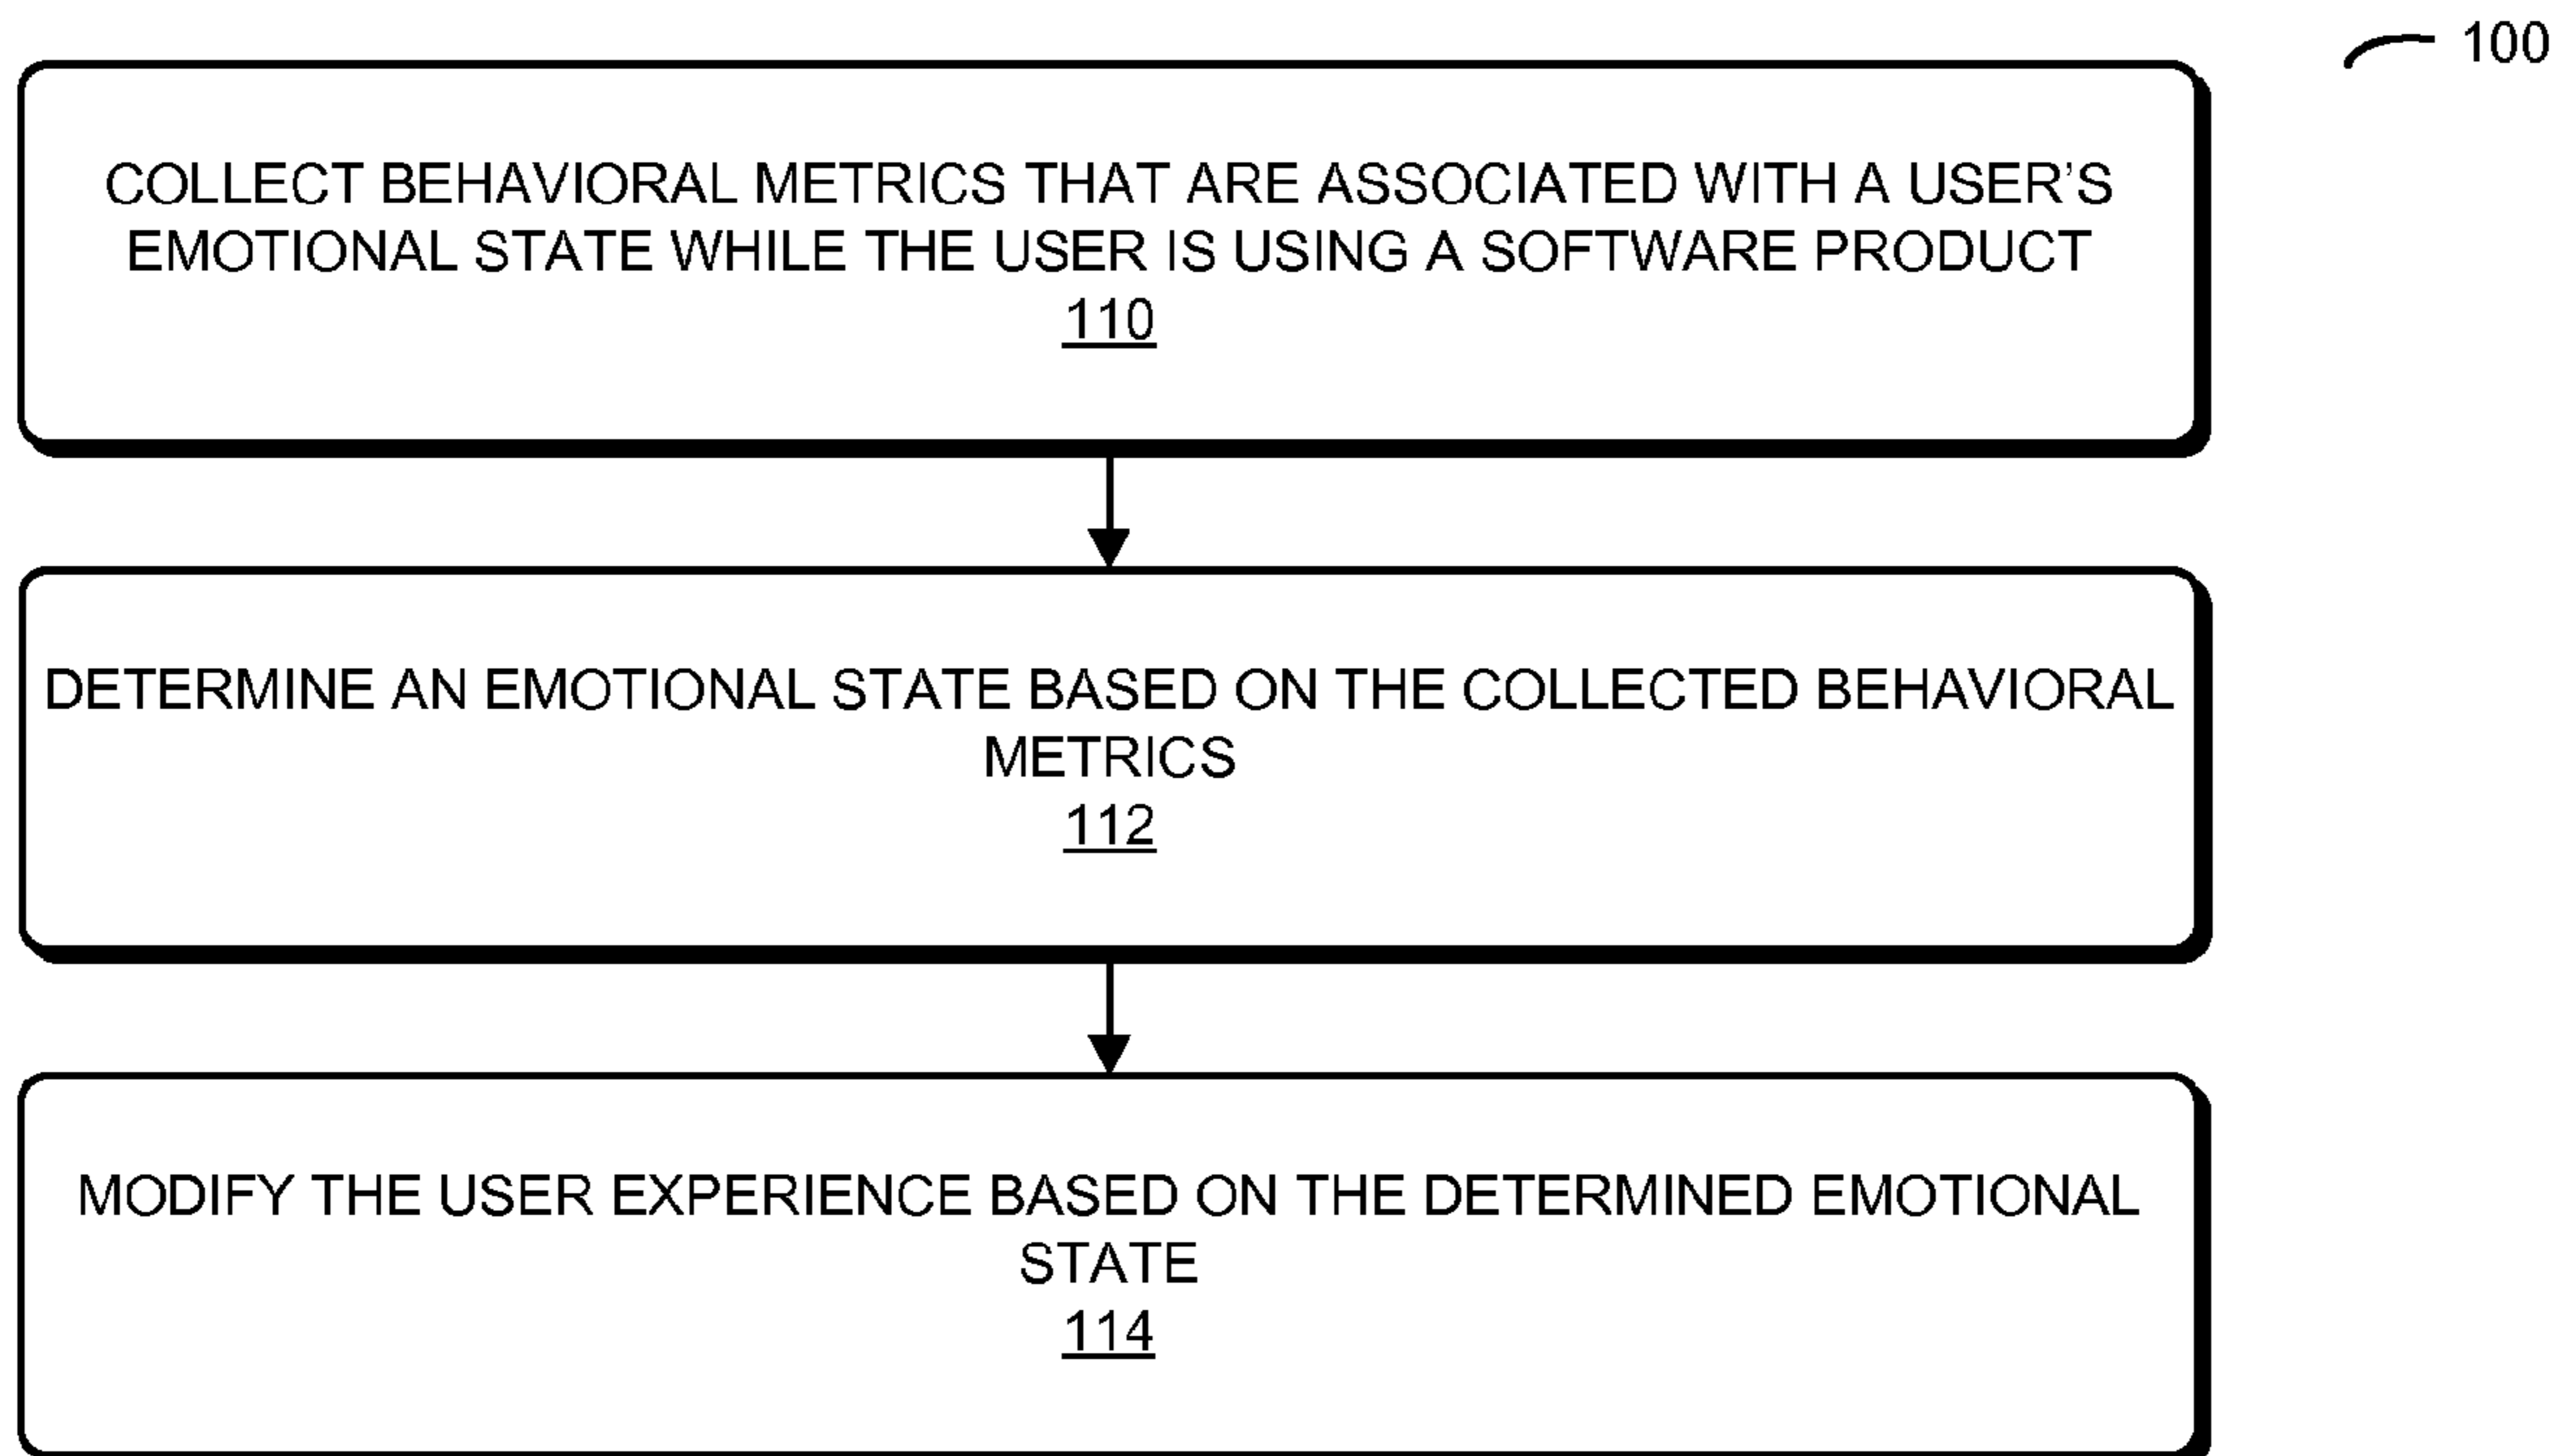 100
COLLECT BEHAVIORAL METRICS THAT ARE ASSOCIATED WITH A USER’S
EMOTIONAL STATE WHILE THE USER IS USING A SOFTWARE PRODUCT
110
DETERMINE AN EMOTIONAL STATE BASED ON THE COLLECTED BEHAVIORAL
METRICS
112
MODIFY THE USER EXPERIENCE BASED ON THE DETERMINED EMOTIONAL
STATE
114